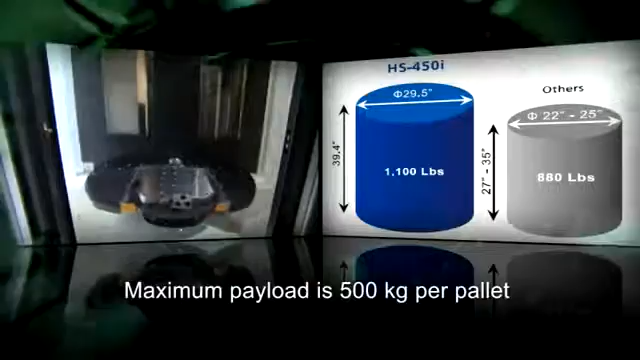 HS-450i
Φ29.5"
39.4"
1,100 Lbs
Others
Φ 22" - 25"
27" - 35"
880 Lbs
Maximum payload is 500 kg per pallet